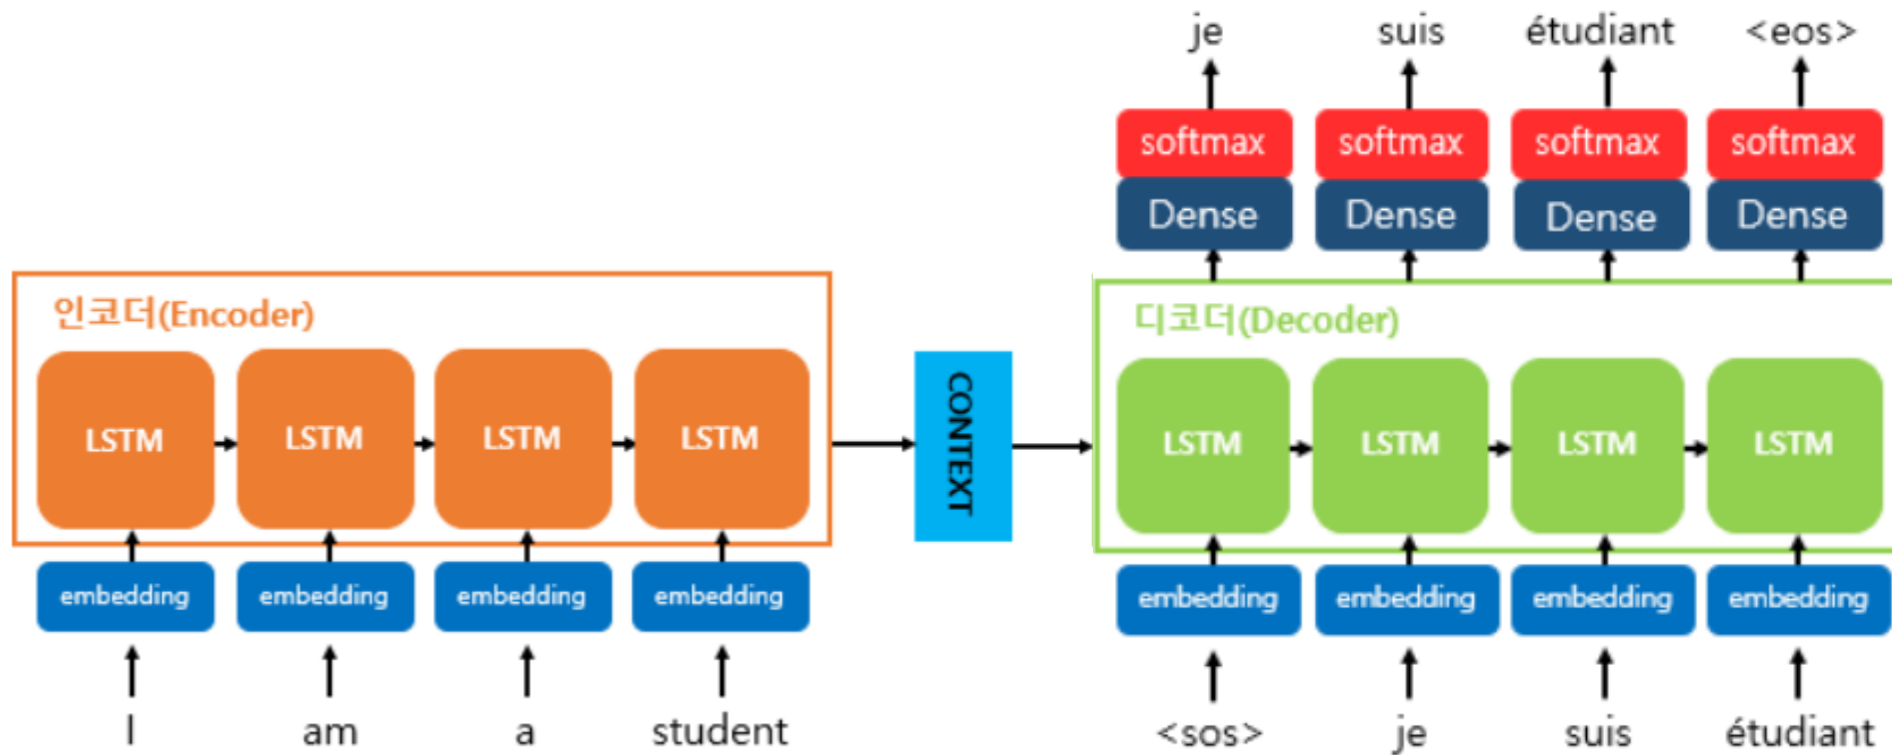 je suis étudiant <eos>
softmax softmax softmax softmax
Dense Dense Dense Dense
인코더(Encoder)
디코더(Decoder)
LSTM LSTM LSTM LSTM
CONTEXT
LSTM LSTM LSTM LSTM
embedding embedding embedding embedding
embedding embedding embedding embedding
I am a student
<sos> je suis étudiant